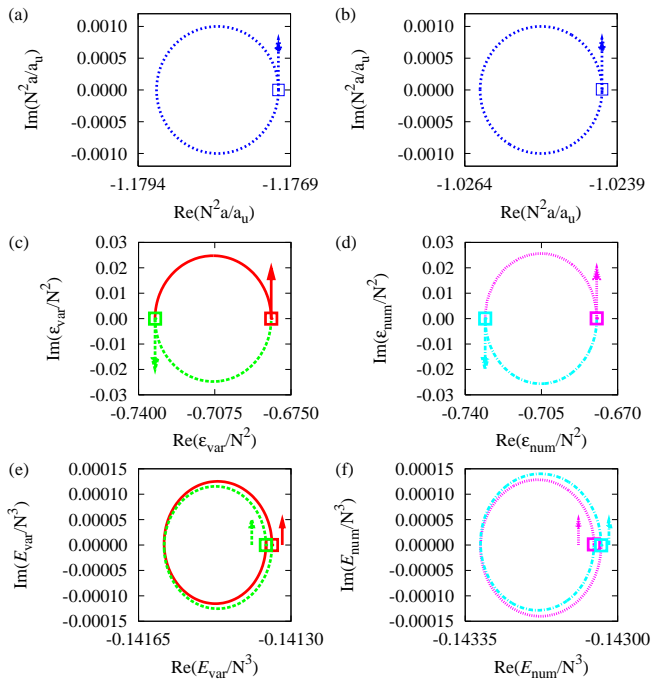 (a)
0.0010
0.0005
0.0000
-0.0005
-0.0010
Im(N²a/aᵤ)
-1.1794
-1.1769
Re(N²a/aᵤ)
(b)
0.0010
0.0005
0.0000
-0.0005
-0.0010
Im(N²a/aᵤ)
-1.0264
-1.0239
Re(N²a/aᵤ)
(c)
0.03
0.02
0.01
0.00
-0.01
-0.02
-0.03
Im(ε_var/N²)
-0.7400
-0.7075
-0.6750
Re(ε_var/N²)
(d)
0.03
0.02
0.01
0.00
-0.01
-0.02
-0.03
Im(ε_num/N²)
-0.740
-0.705
-0.670
Re(ε_num/N²)
(e)
0.00015
0.00010
0.00005
0.00000
-0.00005
-0.00010
-0.00015
Im(E_var/N³)
-0.14165
-0.14130
Re(E_var/N³)
(f)
0.00015
0.00010
0.00005
0.00000
-0.00005
-0.00010
-0.00015
Im(E_num/N³)
-0.14335
-0.14300
Re(E_num/N³)